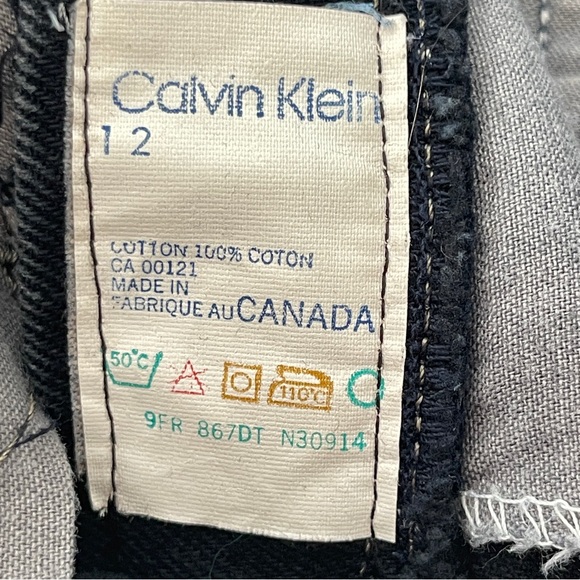 Calvin Klein
12
COTTON 100% COTON
CA 00121
MADE IN
FABRIQUE AU CANADA
50°C 110°C
9FR 867DT N30914